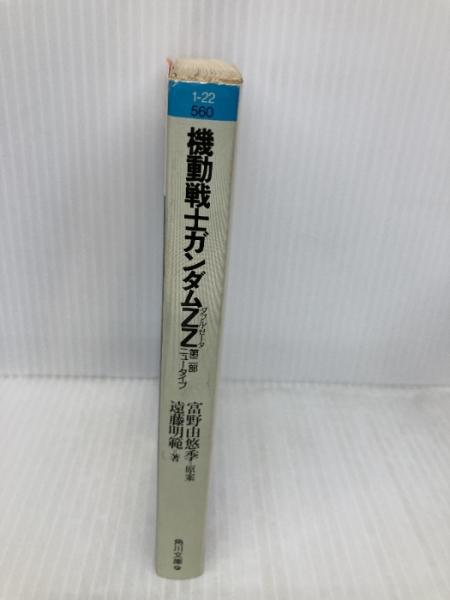 1-22
560
機動戦士ガンダムZZ
ダブル・ゼータ
第二部
ニュータイプ
富野由悠季=原案
遠藤明範・著
角川文庫